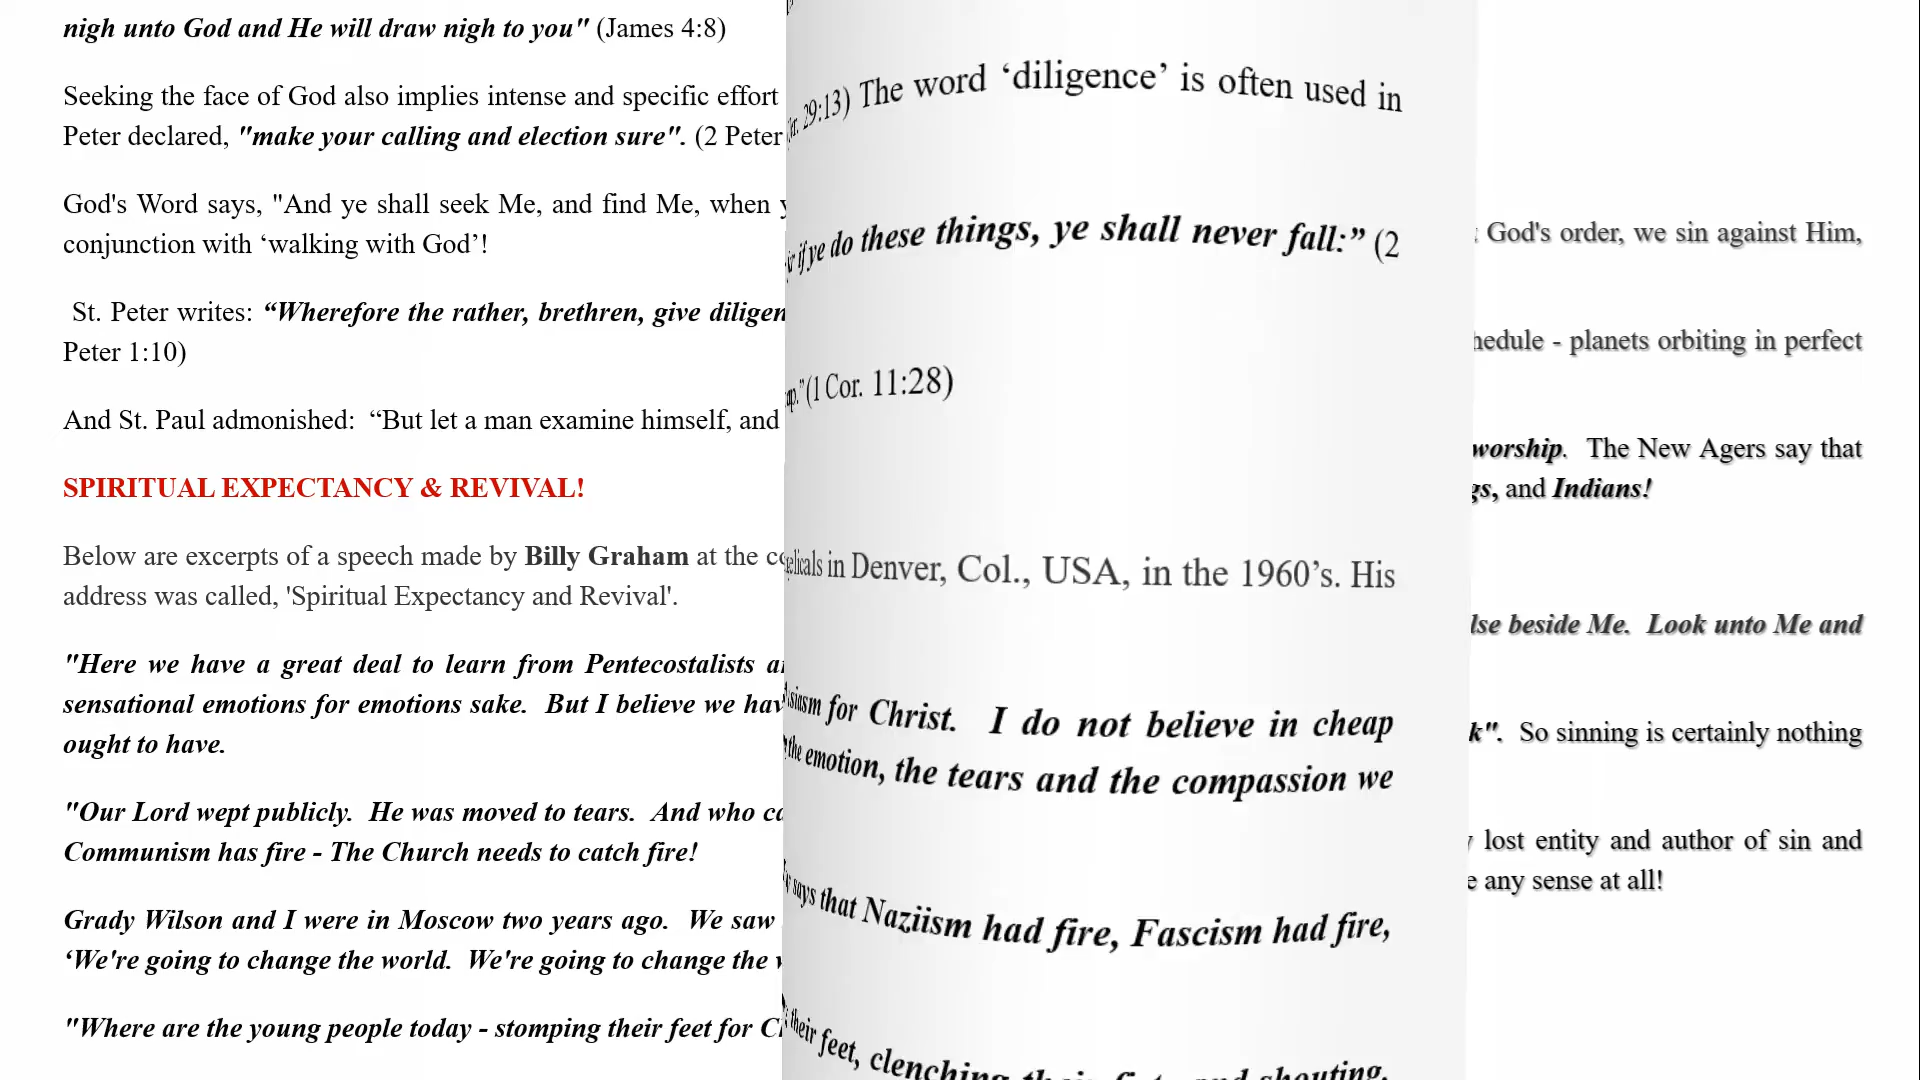 nigh unto God and He will draw nigh to you" (James 4:8)
Seeking the face of God also implies intense and specific effort
Peter declared, "make your calling and election sure". (2 Peter
God's Word says, "And ye shall seek Me, and find Me, when
conjunction with ‘walking with God’!
St. Peter writes: “Wherefore the rather, brethren, give
Peter 1:10)
And St. Paul admonished: “But let a man examine himself, and
SPIRITUAL EXPECTANCY & REVIVAL!
Below are excerpts of a speech made by Billy Graham at the
address was called, 'Spiritual Expectancy and Revival'.
"Here we have a great deal to learn from Pentecostalists
sensational emotions for emotions sake. But I believe we
ought to have.
"Our Lord wept publicly. He was moved to tears. And who
Communism has fire - The Church needs to catch fire!
Grady Wilson and I were in Moscow two years ago. We saw
‘We're going to change the world. We're going to change the
"Where are the young people today - stomping their feet for
29:13) The word ‘diligence’ is often used in
if ye do these things, ye shall never fall:” (2
(1 Cor. 11:28)
in Denver, Col., USA, in the 1960’s. His
for Christ. I do not believe in cheap
the emotion, the tears and the compassion we
says that Naziism had fire, Fascism had fire,
their feet, clenching their fists and shouting,
God's order, we sin against Him,
- planets orbiting in perfect
worship. The New Agers say that
and Indians!
beside Me. Look unto Me and
So sinning is certainly nothing
lost entity and author of sin and
any sense at all!